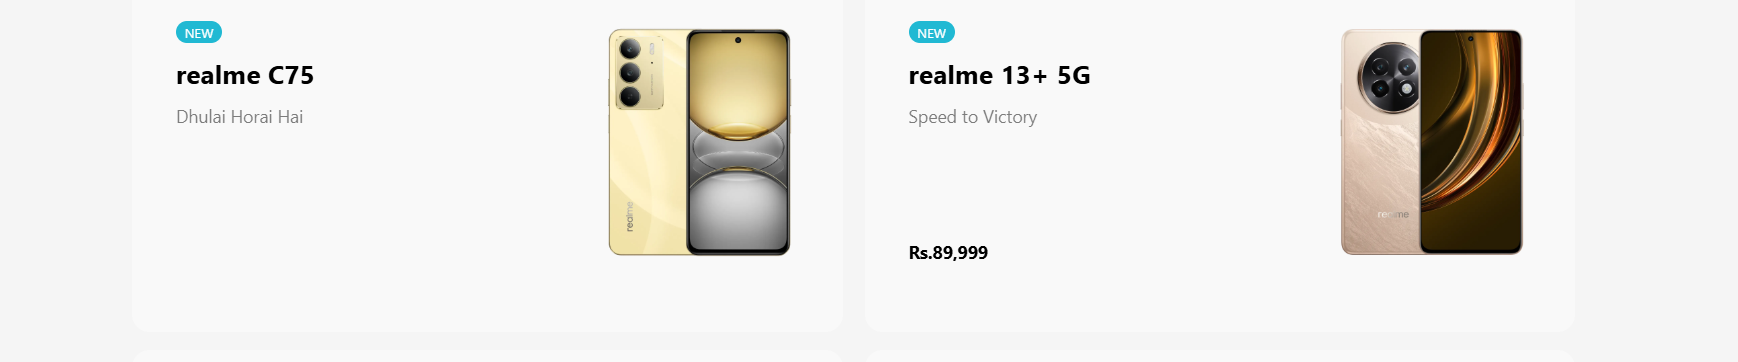 NEW
realme C75
Dhulai Horai Hai
realme
NEW
realme 13+ 5G
Speed to Victory
Rs.89,999
realme